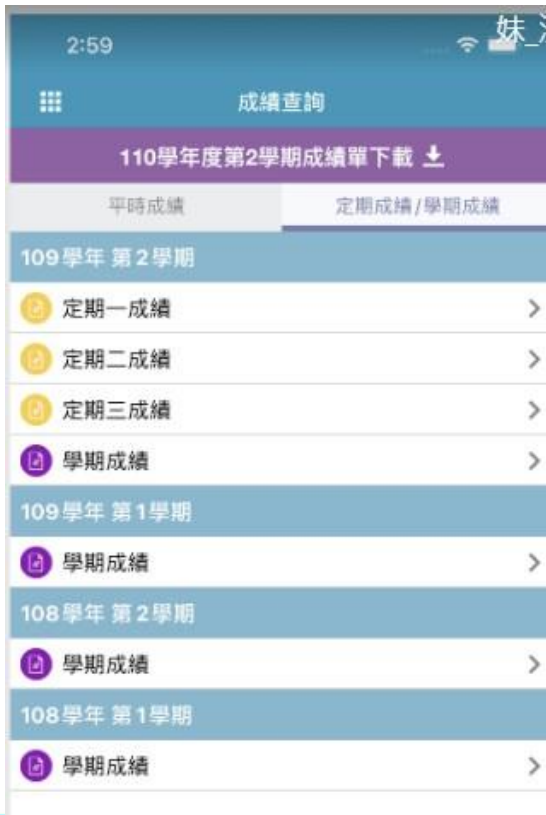 2:59
妹_
成績查詢
110學年度第2學期成績單下載
平時成績
定期成績/學期成績
109學年 第2學期
定期一成績
定期二成績
定期三成績
學期成績
109學年 第1學期
學期成績
108學年 第2學期
學期成績
108學年 第1學期
學期成績